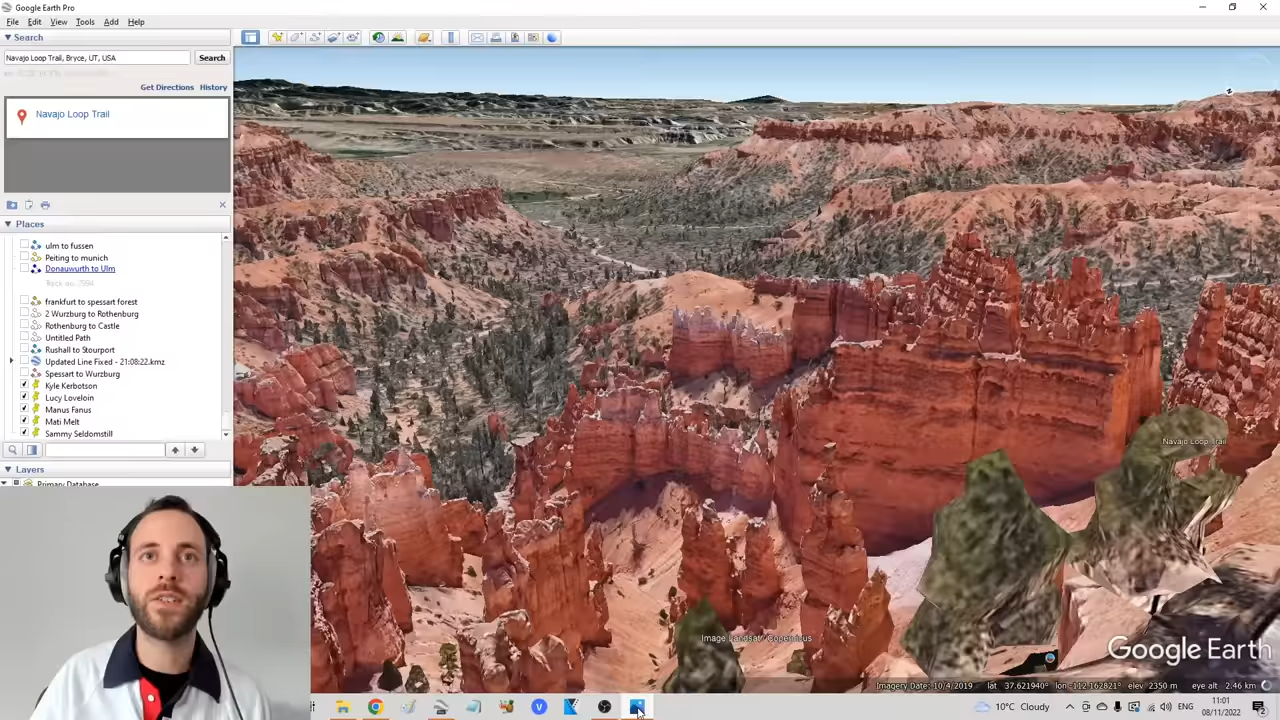 Google Earth Pro
File Edit View Tools Add Help
Search
Navajo Loop Trail, Bryce, UT, USA
Search
Get Directions History
Navajo Loop Trail
Places
ulm to fussen
Peiting to munich
Donauwurth to Ulm
frankfurt to spessart forest
2 Wurzburg to Rothenburg
Rothenburg to Castle
Untitled Path
Rushall to Stourport
Updated Line Fixed - 21:08:22.kmz
Spessart to Wurzburg
Kyle Kerbotson
Lucy Loveloin
Manus Fanus
Mati Melt
Sammy Seldomstill
Layers
Primary Database
Navajo Loop Trail
Image Landsat / Copernicus
Google Earth
Imagery Date: 10/4/2019 lat 37.621940° lon -112.162821° elev 2350 m eye alt 2.46 km
10°C Cloudy
11:01
08/11/2022
2